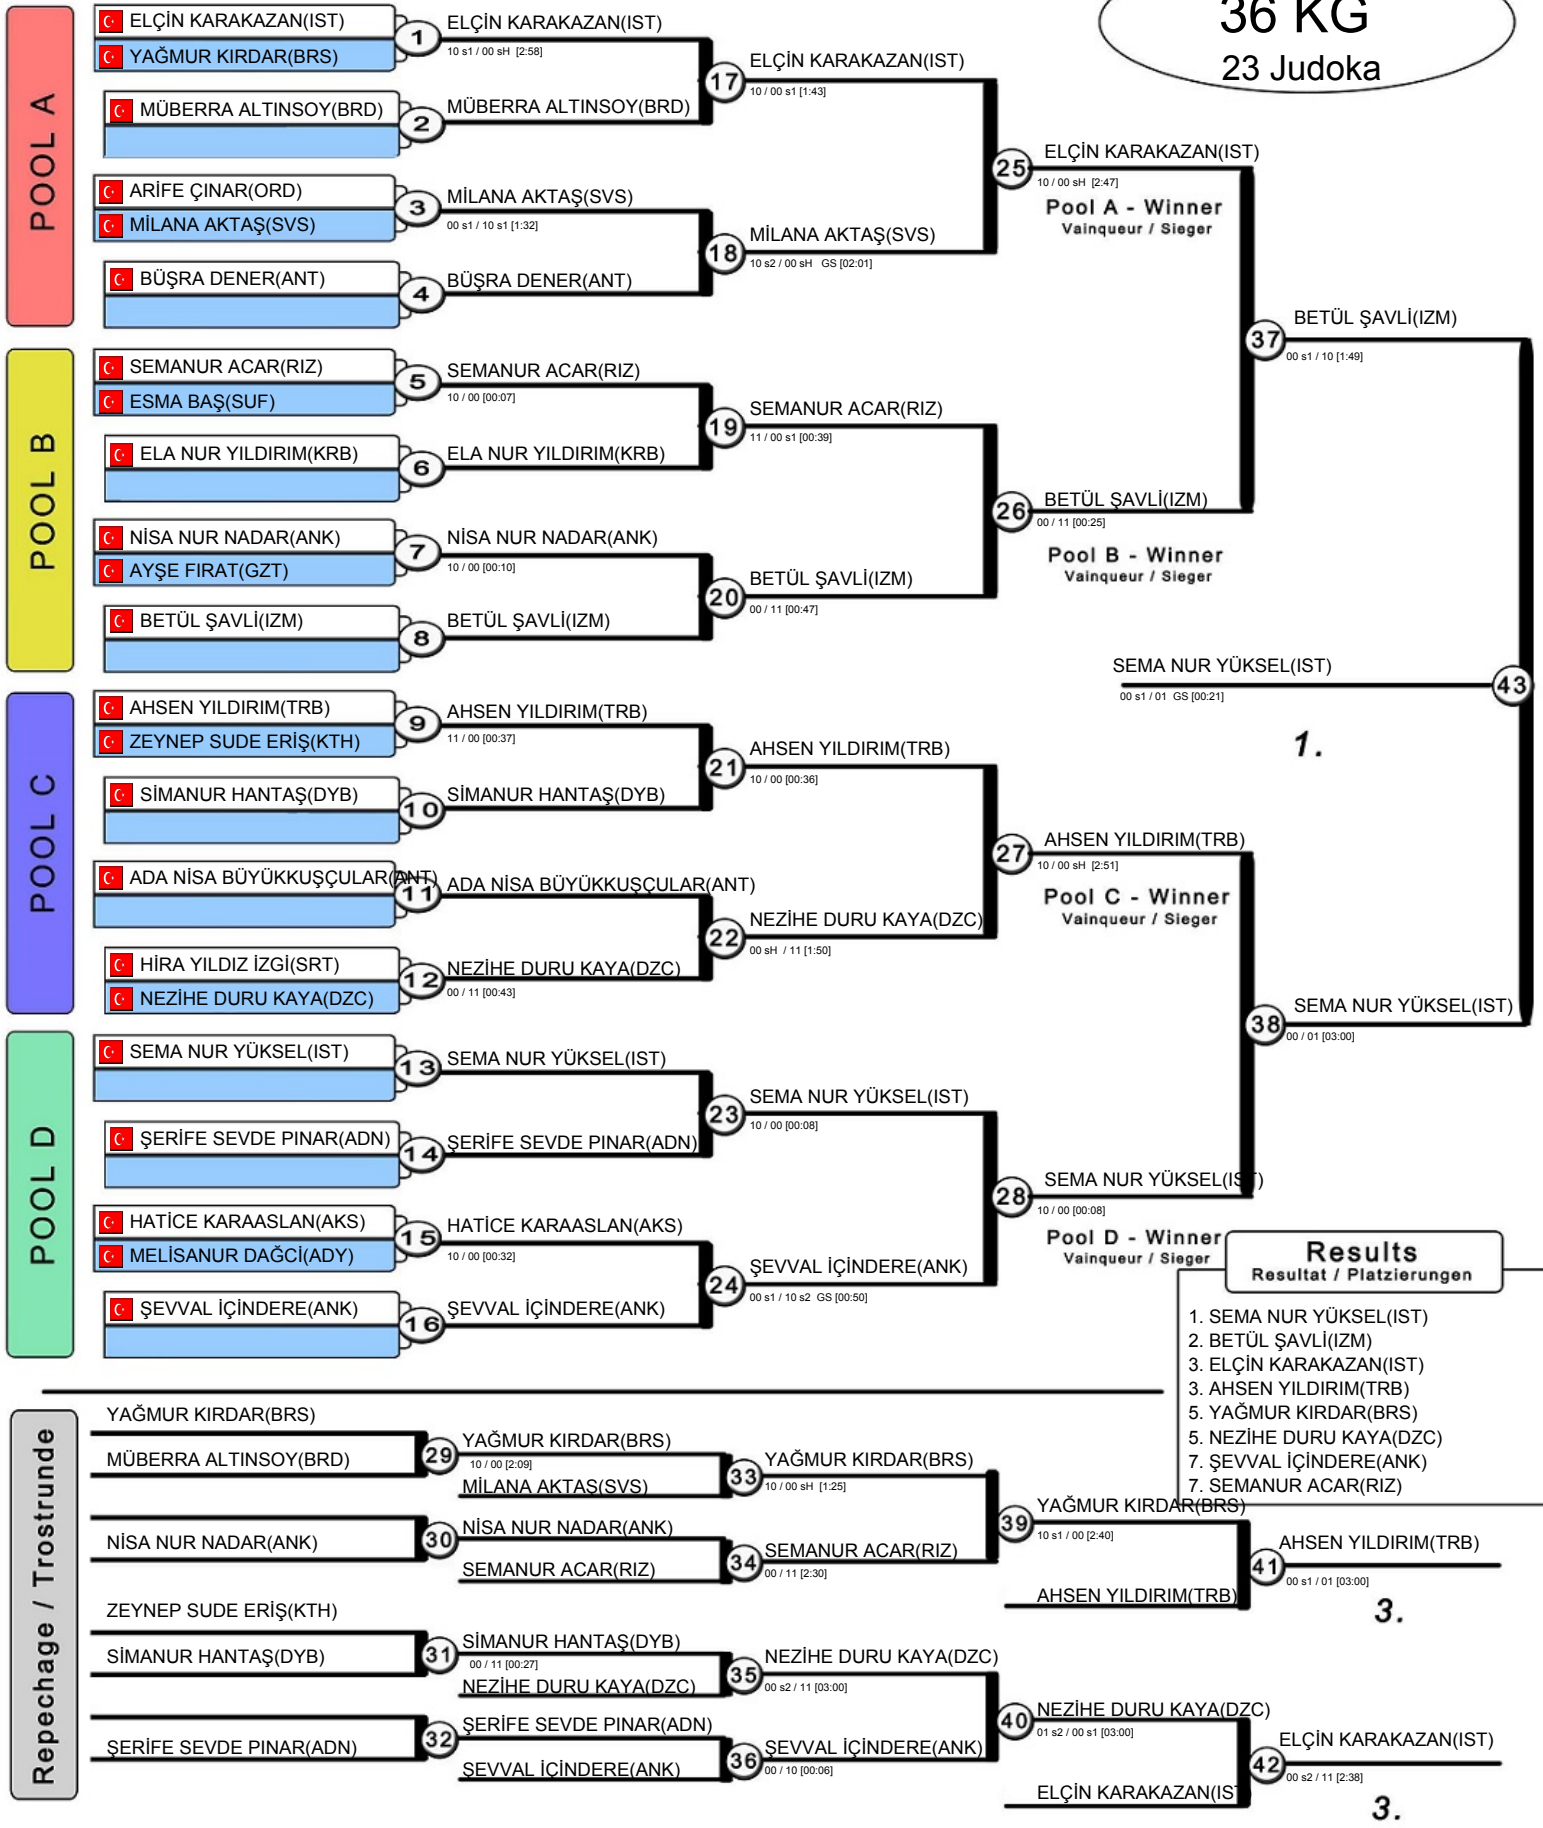 36 KG
23 Judoka
POOL A
ELÇİN KARAKAZAN(IST)
YAĞMUR KIRDAR(BRS)
1
ELÇİN KARAKAZAN(IST)
10 s1 / 00 sH [2:58]
MÜBERRA ALTINSOY(BRD)
2
MÜBERRA ALTINSOY(BRD)
17
ELÇİN KARAKAZAN(IST)
10 / 00 s1 [1:43]
ARİFE ÇINAR(ORD)
MİLANA AKTAŞ(SVS)
3
MİLANA AKTAŞ(SVS)
00 s1 / 10 s1 [1:32]
BÜŞRA DENER(ANT)
4
BÜŞRA DENER(ANT)
18
MİLANA AKTAŞ(SVS)
10 s2 / 00 sH GS [02:01]
25
ELÇİN KARAKAZAN(IST)
10 / 00 sH [2:47]
Pool A - Winner
Vainqueur / Sieger
POOL B
SEMANUR ACAR(RIZ)
ESMA BAŞ(SUF)
5
SEMANUR ACAR(RIZ)
10 / 00 [00:07]
ELA NUR YILDIRIM(KRB)
6
ELA NUR YILDIRIM(KRB)
19
SEMANUR ACAR(RIZ)
11 / 00 s1 [00:39]
NİSA NUR NADAR(ANK)
AYŞE FIRAT(GZT)
7
NİSA NUR NADAR(ANK)
10 / 00 [00:10]
BETÜL ŞAVLİ(IZM)
8
BETÜL ŞAVLİ(IZM)
20
BETÜL ŞAVLİ(IZM)
00 / 11 [00:47]
26
BETÜL ŞAVLİ(IZM)
00 / 11 [00:25]
Pool B - Winner
Vainqueur / Sieger
37
BETÜL ŞAVLİ(IZM)
00 s1 / 10 [1:49]
SEMA NUR YÜKSEL(IST)
00 s1 / 01 GS [00:21]
43
1.
POOL C
AHSEN YILDIRIM(TRB)
ZEYNEP SUDE ERİŞ(KTH)
9
AHSEN YILDIRIM(TRB)
11 / 00 [00:37]
SİMANUR HANTAŞ(DYB)
10
SİMANUR HANTAŞ(DYB)
21
AHSEN YILDIRIM(TRB)
10 / 00 [00:36]
ADA NİSA BÜYÜKKUŞÇULAR(ANT)
11
ADA NİSA BÜYÜKKUŞÇULAR(ANT)
HİRA YILDIZ İZGİ(SRT)
NEZİHE DURU KAYA(DZC)
12
NEZİHE DURU KAYA(DZC)
00 / 11 [00:43]
22
NEZİHE DURU KAYA(DZC)
00 sH / 11 [1:50]
27
AHSEN YILDIRIM(TRB)
10 / 00 sH [2:51]
Pool C - Winner
Vainqueur / Sieger
POOL D
SEMA NUR YÜKSEL(IST)
13
SEMA NUR YÜKSEL(IST)
ŞERİFE SEVDE PINAR(ADN)
14
ŞERİFE SEVDE PINAR(ADN)
23
SEMA NUR YÜKSEL(IST)
10 / 00 [00:08]
HATİCE KARAASLAN(AKS)
MELİSANUR DAĞCİ(ADY)
15
HATİCE KARAASLAN(AKS)
10 / 00 [00:32]
ŞEVVAL İÇİNDERE(ANK)
16
ŞEVVAL İÇİNDERE(ANK)
24
ŞEVVAL İÇİNDERE(ANK)
00 s1 / 10 s2 GS [00:50]
28
SEMA NUR YÜKSEL(IST)
10 / 00 [00:08]
Pool D - Winner
Vainqueur / Sieger
38
SEMA NUR YÜKSEL(IST)
00 / 01 [03:00]
Results
Resultat / Platzierungen
1. SEMA NUR YÜKSEL(IST)
2. BETÜL ŞAVLİ(IZM)
3. ELÇİN KARAKAZAN(IST)
3. AHSEN YILDIRIM(TRB)
5. YAĞMUR KIRDAR(BRS)
5. NEZİHE DURU KAYA(DZC)
7. ŞEVVAL İÇİNDERE(ANK)
7. SEMANUR ACAR(RIZ)
Repechage / Trostrunde
YAĞMUR KIRDAR(BRS)
MÜBERRA ALTINSOY(BRD)
29
YAĞMUR KIRDAR(BRS)
10 / 00 [2:09]
MİLANA AKTAŞ(SVS)
33
YAĞMUR KIRDAR(BRS)
10 / 00 sH [1:25]
NİSA NUR NADAR(ANK)
30
NİSA NUR NADAR(ANK)
SEMANUR ACAR(RIZ)
34
SEMANUR ACAR(RIZ)
00 / 11 [2:30]
39
YAĞMUR KIRDAR(BRS)
10 s1 / 00 [2:40]
AHSEN YILDIRIM(TRB)
41
AHSEN YILDIRIM(TRB)
00 s1 / 01 [03:00]
3.
ZEYNEP SUDE ERİŞ(KTH)
SİMANUR HANTAŞ(DYB)
31
SİMANUR HANTAŞ(DYB)
00 / 11 [00:27]
NEZİHE DURU KAYA(DZC)
35
NEZİHE DURU KAYA(DZC)
00 s2 / 11 [03:00]
ŞERİFE SEVDE PINAR(ADN)
32
ŞERİFE SEVDE PINAR(ADN)
ŞEVVAL İÇİNDERE(ANK)
36
ŞEVVAL İÇİNDERE(ANK)
00 / 10 [00:06]
40
NEZİHE DURU KAYA(DZC)
01 s2 / 00 s1 [03:00]
ELÇİN KARAKAZAN(IST
42
ELÇİN KARAKAZAN(IST)
00 s2 / 11 [2:38]
3.